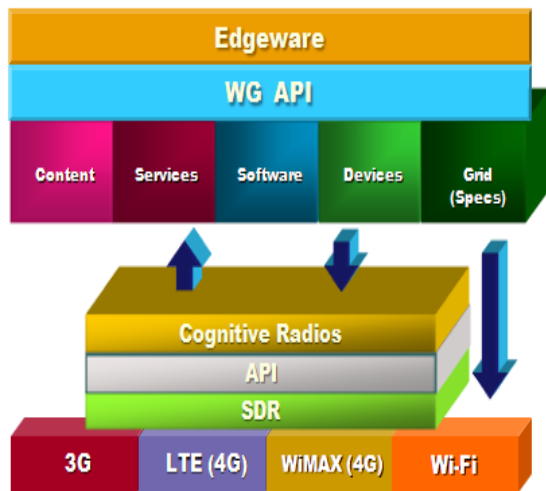 Edgeware
WG API
Content Services Software Devices Grid
(Specs)
Cognitive Radios
API
SDR
3G LTE (4G) WiMAX (4G) Wi-Fi